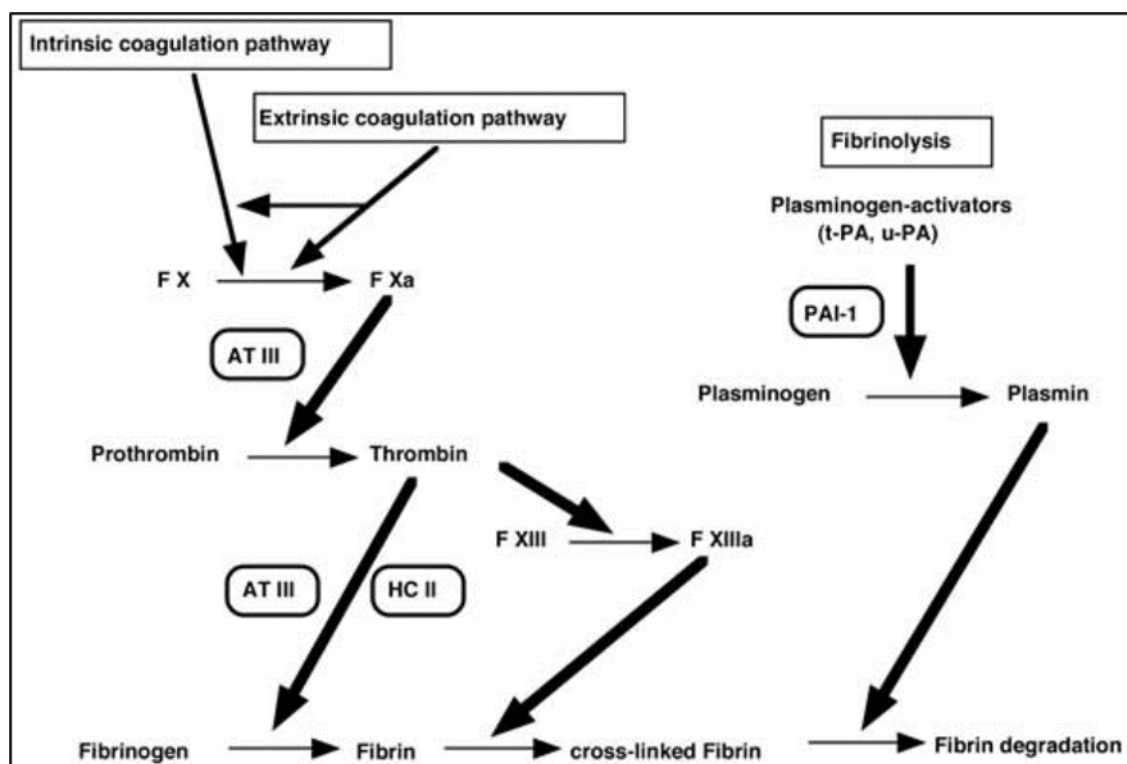 Intrinsic coagulation pathway
Extrinsic coagulation pathway
Fibrinolysis
Plasminogen-activators
(t-PA, u-PA)
F X
F Xa
PAI-1
AT III
Plasminogen
Plasmin
Prothrombin
Thrombin
F XIII
F XIIIa
AT III
HC II
Fibrinogen
Fibrin
cross-linked Fibrin
Fibrin degradation